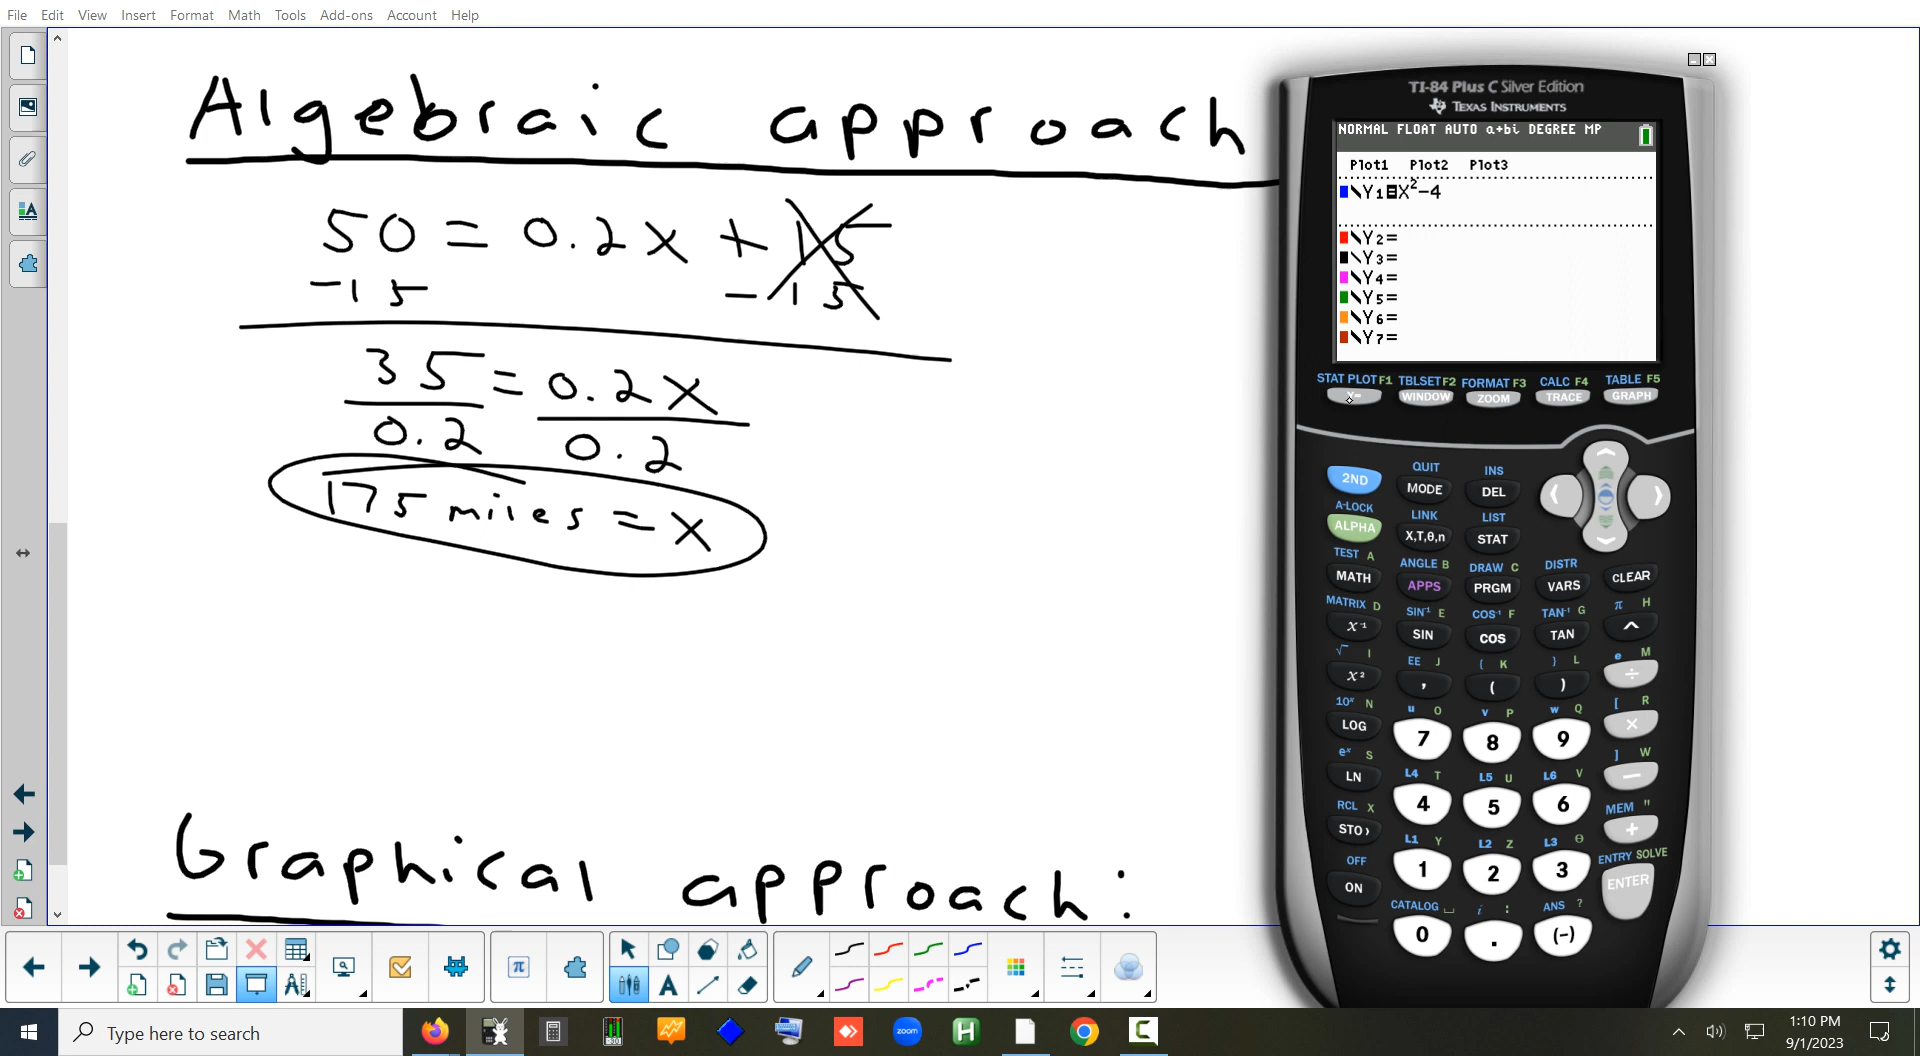 File Edit View Insert Format Math Tools Add-ons Account Help
Algebraic approach
50 = 0.2x + 15
-15 -15
35 = 0.2x
0.2 0.2
175 miles = x
Graphical approach:
TI-84 Plus C Silver Edition
TEXAS INSTRUMENTS
NORMAL FLOAT AUTO a+bi DEGREE MP
Plot1 Plot2 Plot3
\Y1=X²-4
\Y2=
\Y3=
\Y4=
\Y5=
\Y6=
\Y7=
STAT PLOT F1 TBLSET F2 FORMAT F3 CALC F4 TABLE F5
Y= WINDOW ZOOM TRACE GRAPH
QUIT INS
2ND MODE DEL
A-LOCK LINK LIST
ALPHA X,T,θ,n STAT
TEST A ANGLE B DRAW C DISTR
MATH APPS PRGM VARS CLEAR
MATRIX D SIN⁻¹ E COS⁻¹ F TAN⁻¹ G π H
X⁻¹ SIN COS TAN ^
√ I EE J { K } L e M
X² , ( ) ÷
10ˣ N u O v P w Q [ R
LOG 7 8 9 ×
eˣ S L4 T L5 U L6 V ] W
LN 4 5 6 −
RCL X L1 Y L2 Z L3 θ MEM "
STO› 1 2 3 +
OFF CATALOG i : ANS ? ENTRY SOLVE
ON 0 . (-) ENTER
π
A
Type here to search
zoom
H
C
1:10 PM
9/1/2023